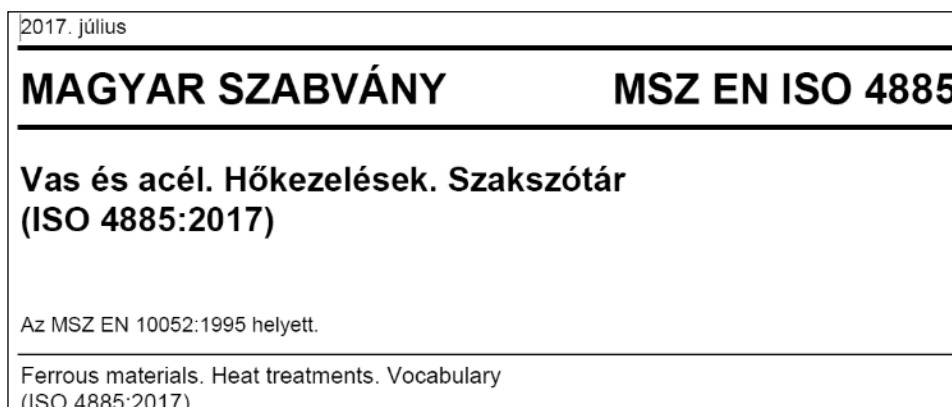 2017. július
MAGYAR SZABVÁNY MSZ EN ISO 4885
Vas és acél. Hőkezelések. Szakszótár
(ISO 4885:2017)
Az MSZ EN 10052:1995 helyett.
Ferrous materials. Heat treatments. Vocabulary
(ISO 4885:2017)